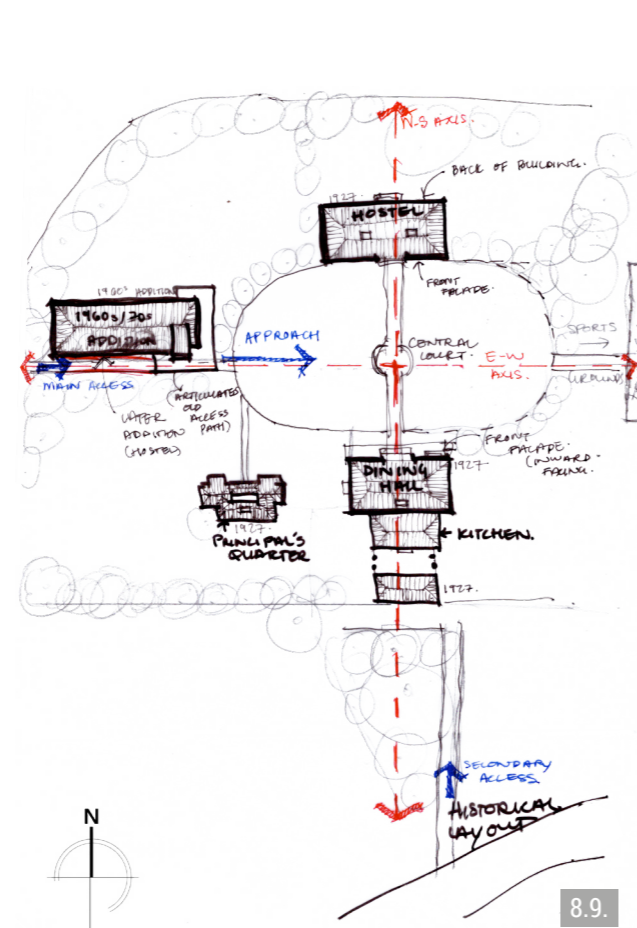 N-S AXIS.
BACK OF BUILDING.
1927.
HOSTEL
FRONT
FACADE.
1960s ADDITION
1960s/70s
ADDITION
APPROACH
CENTRAL
COURT.
E-W
AXIS.
SPORTS
GROUND
MAIN ACCESS
(ARTICULATED
OLD
ACCESS
PATH)
LATER
ADDITION
(HOSTEL)
FRONT
FACADE.
(INWARD
FACING.
1927.
DINING
HALL
1927.
PRINCIPAL'S
QUARTER
KITCHEN.
1927.
SECONDARY
ACCESS.
HISTORICAL
LAYOUT
N
8.9.